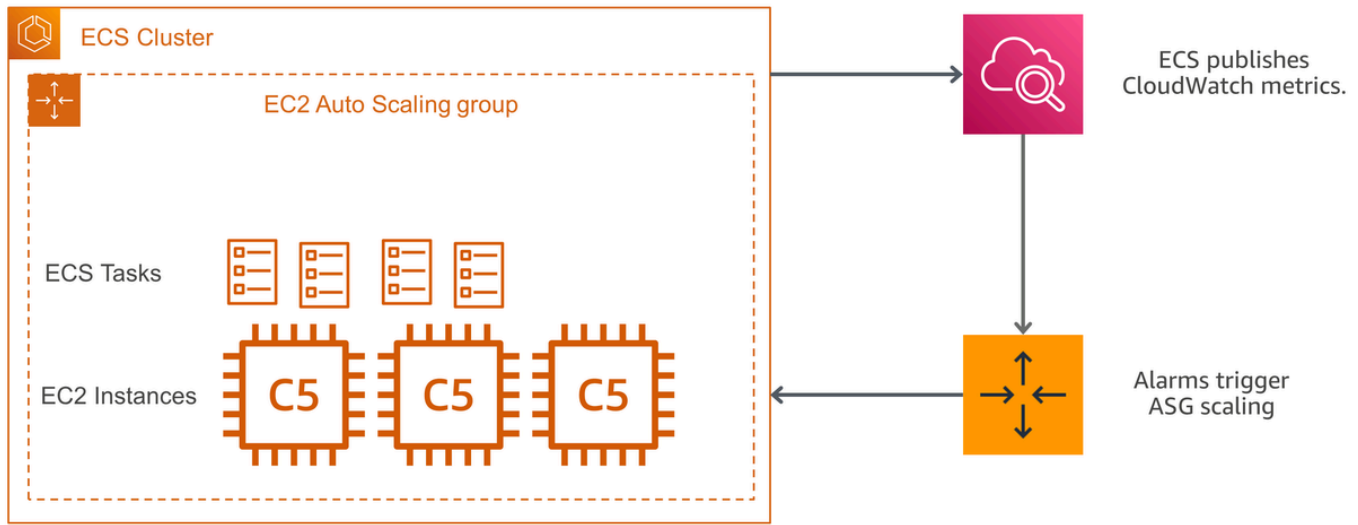 ECS Cluster
EC2 Auto Scaling group
ECS publishes
CloudWatch metrics.
ECS Tasks
EC2 Instances
C5
C5
C5
Alarms trigger
ASG scaling